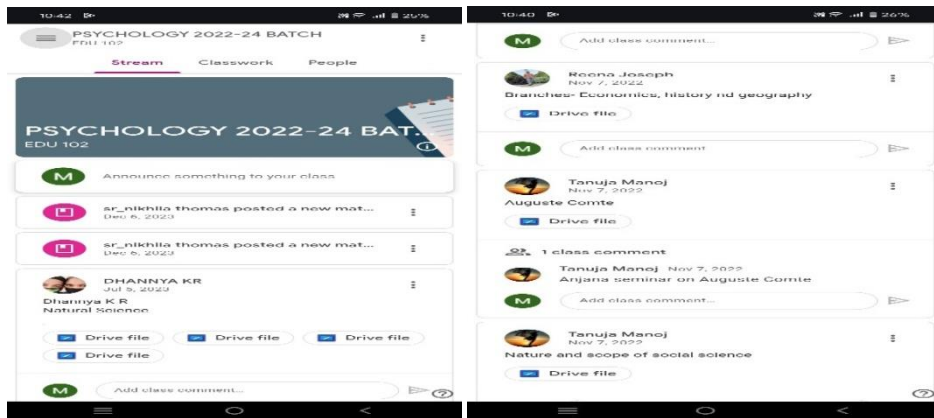 10:42
25%
PSYCHOLOGY 2022-24 BATCH
EDU 102
Stream Classwork People
PSYCHOLOGY 2022-24 BAT...
EDU 102
M Announce something to your class
sr_nikhila thomas posted a new mat...
Dec 6, 2023
sr_nikhila thomas posted a new mat...
Dec 6, 2023
DHANNYA KR
Jul 5, 2023
Dhannya K R
Natural Science
Drive file Drive file Drive file
Drive file
M Add class comment...
10:40
26%
M Add class comment...
Reena Joseph
Nov 7, 2022
Branches- Economics, history nd geography
Drive file
M Add class comment
Tanuja Manoj
Nov 7, 2022
Auguste Comte
Drive file
1 class comment
Tanuja Manoj Nov 7, 2022
Anjana seminar on Auguste Comte
M Add class comment...
Tanuja Manoj
Nov 7, 2022
Nature and scope of social science
Drive file